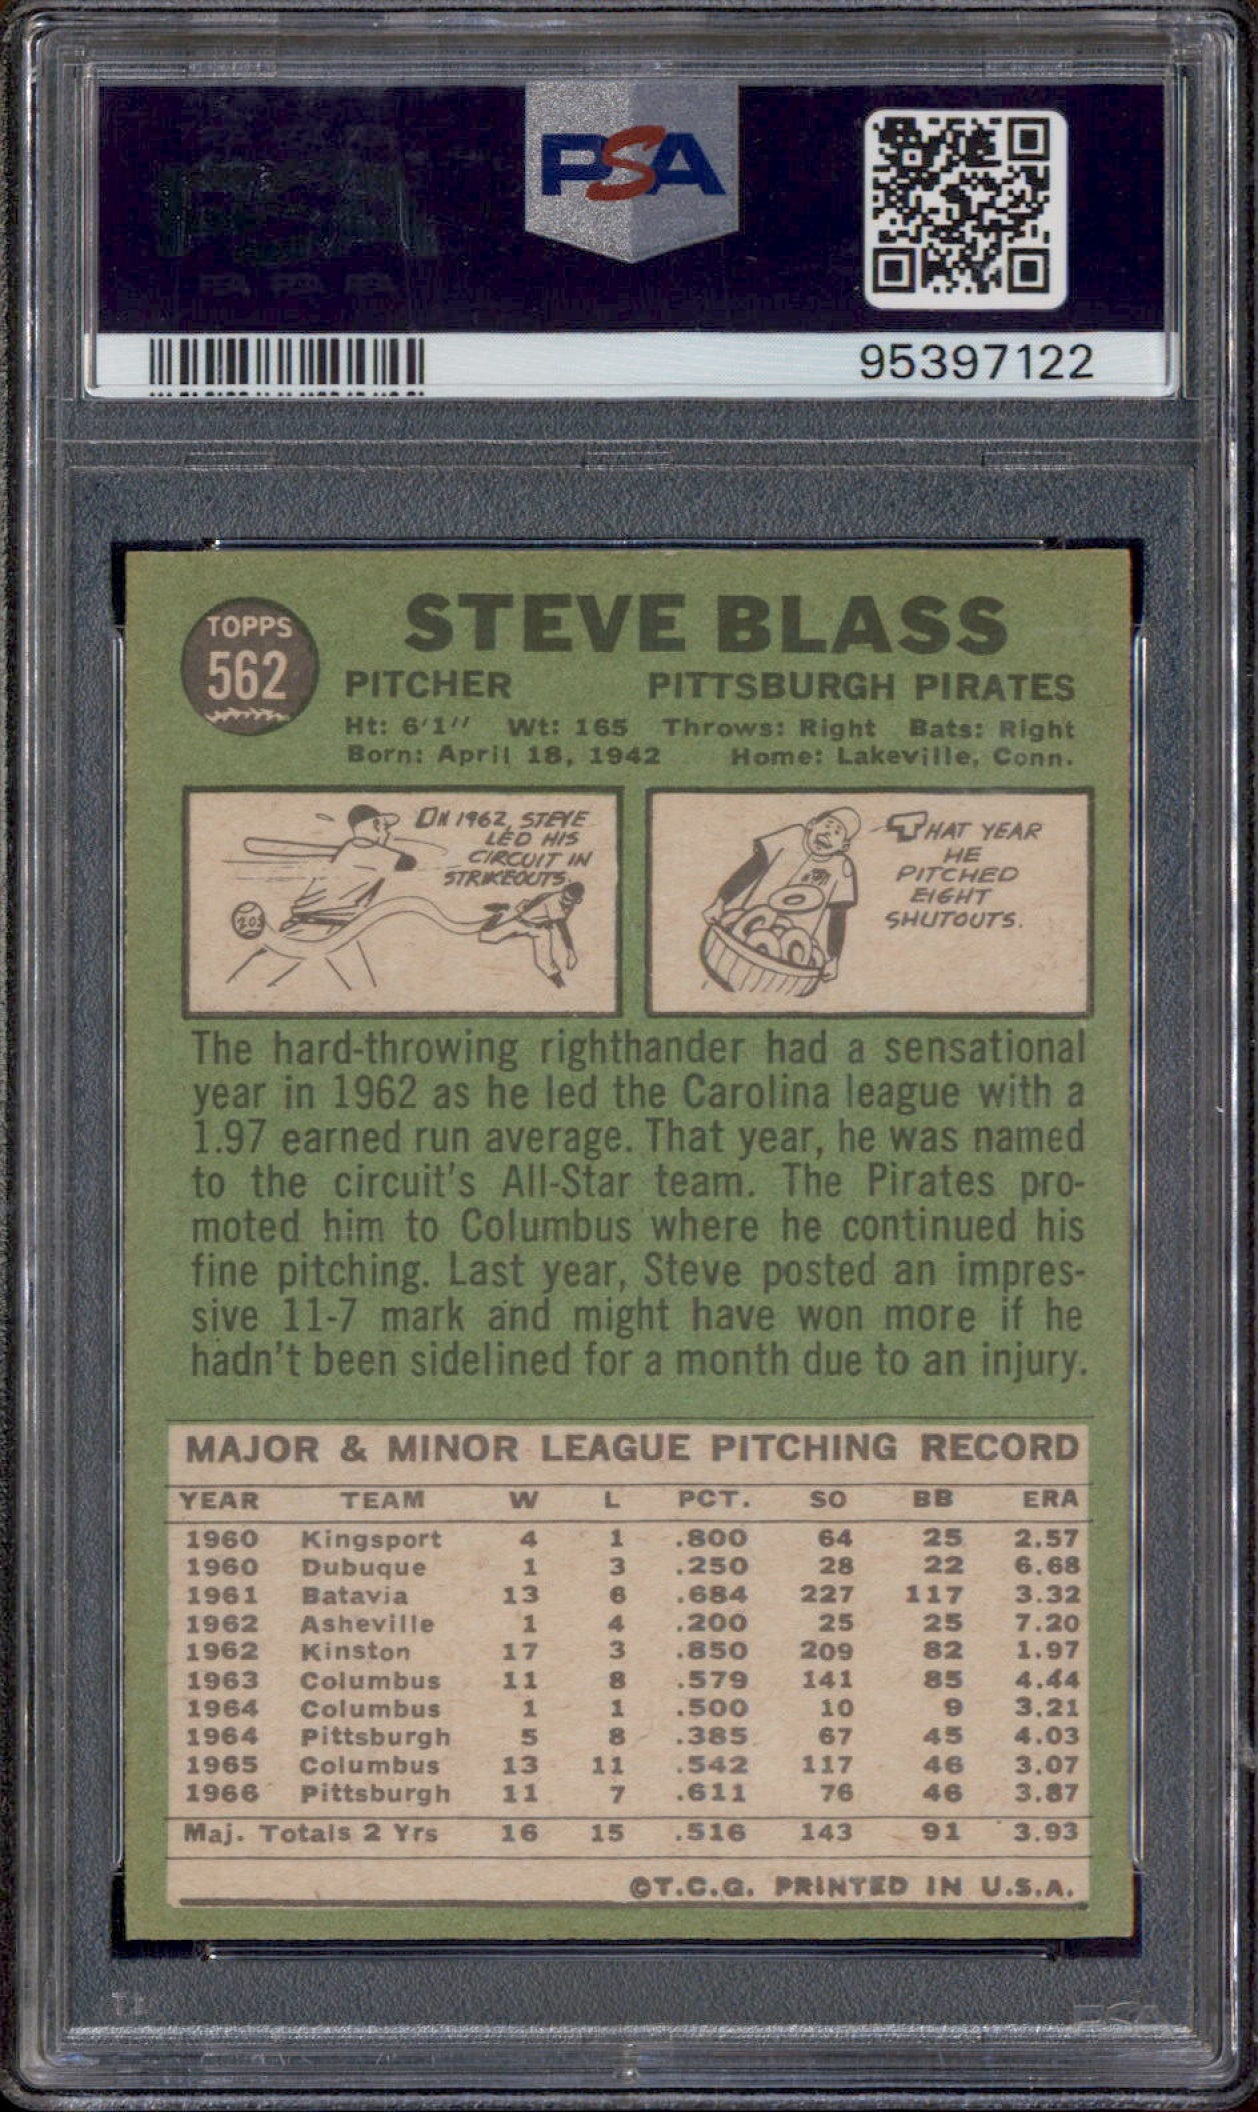 PSA
95397122
TOPPS
562
STEVE BLASS
PITCHER PITTSBURGH PIRATES
Ht: 6'1" Wt: 165 Throws: Right Bats: Right
Born: April 18, 1942 Home: Lakeville, Conn.
IN 1962, STEVE
LED HIS
CIRCUIT IN
STRIKEOUTS.
THAT YEAR
HE
PITCHED
EIGHT
SHUTOUTS.
The hard-throwing righthander had a sensational
year in 1962 as he led the Carolina league with a
1.97 earned run average. That year, he was named
to the circuit's All-Star team. The Pirates pro-
moted him to Columbus where he continued his
fine pitching. Last year, Steve posted an impres-
sive 11-7 mark and might have won more if he
hadn't been sidelined for a month due to an injury.
MAJOR & MINOR LEAGUE PITCHING RECORD
YEAR TEAM W L PCT. SO BB ERA
1960 Kingsport 4 1 .800 64 25 2.57
1960 Dubuque 1 3 .250 28 22 6.68
1961 Batavia 13 6 .684 227 117 3.32
1962 Asheville 1 4 .200 25 25 7.20
1962 Kinston 17 3 .850 209 82 1.97
1963 Columbus 11 8 .579 141 85 4.44
1964 Columbus 1 1 .500 10 9 3.21
1964 Pittsburgh 5 8 .385 67 45 4.03
1965 Columbus 13 11 .542 117 46 3.07
1966 Pittsburgh 11 7 .611 76 46 3.87
Maj. Totals 2 Yrs 16 15 .516 143 91 3.93
©T.C.G. PRINTED IN U.S.A.